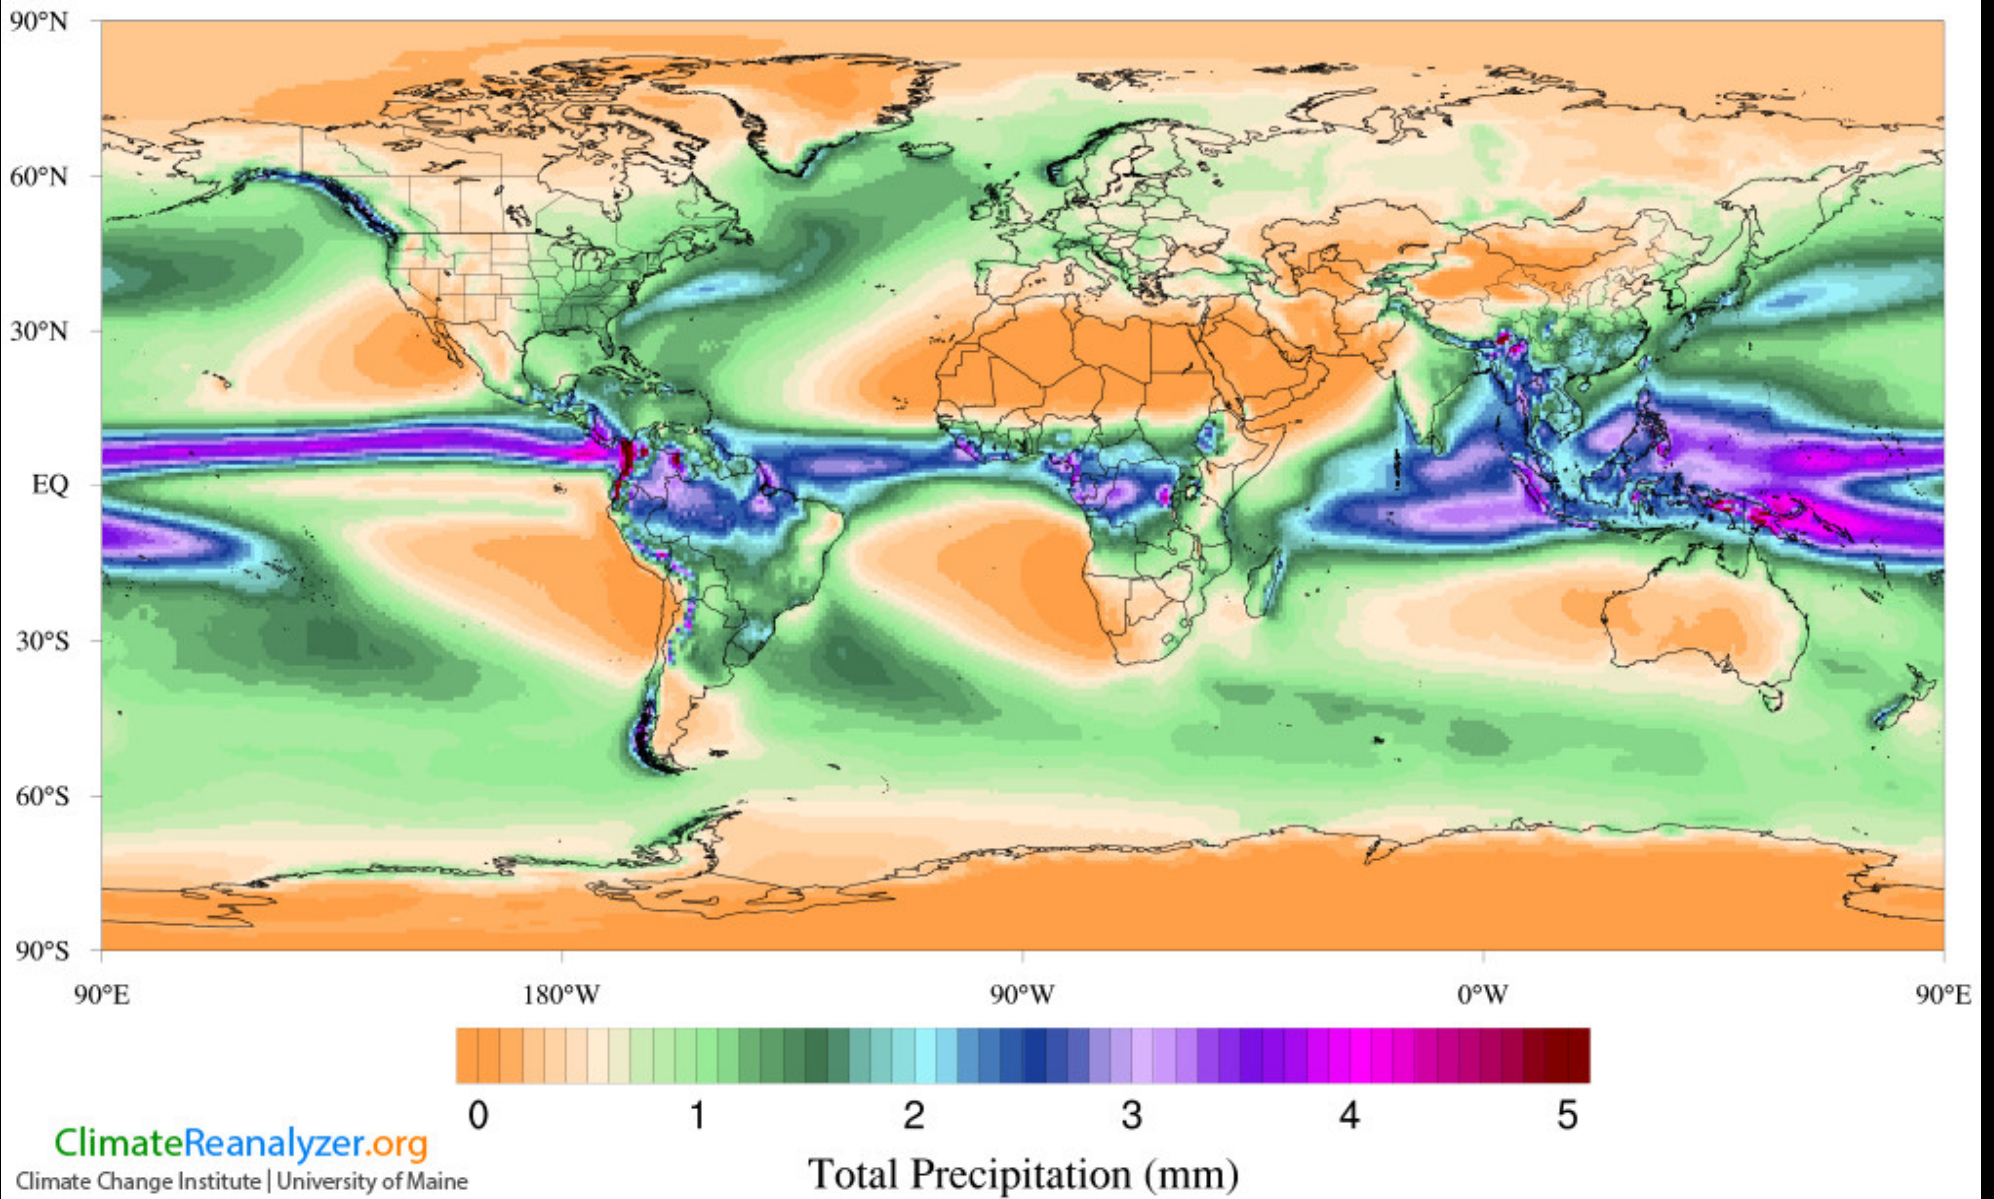 90°N
60°N
30°N
EQ
30°S
60°S
90°S
90°E 180°W 90°W 0°W 90°E
0 1 2 3 4 5
ClimateReanalyzer.org
Climate Change Institute | University of Maine
Total Precipitation (mm)